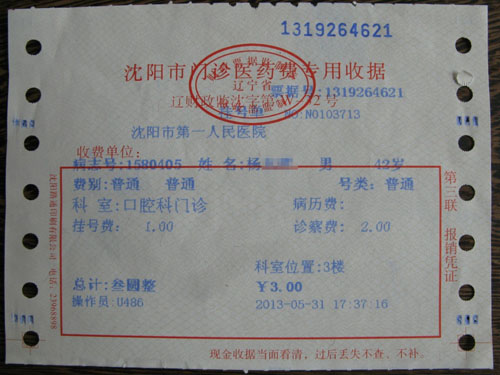 1319264621
沈阳市门诊医药费专用收据
辽宁省
票据号:1319264621
挂号单 NO:N0103713
沈阳市第一人民医院
收费单位:
病志号:1580405 姓名:杨 男 42岁
费别:普通 普通 号类:普通
科室:口腔科门诊 病历费:
挂号费: 1.00 诊察费: 2.00
科室位置:3楼
总计:叁圆整 ¥3.00
操作员:U486 2013-05-31 17:37:16
现金收据当面看清，过后丢失不查、不补。
第三联 报销凭证